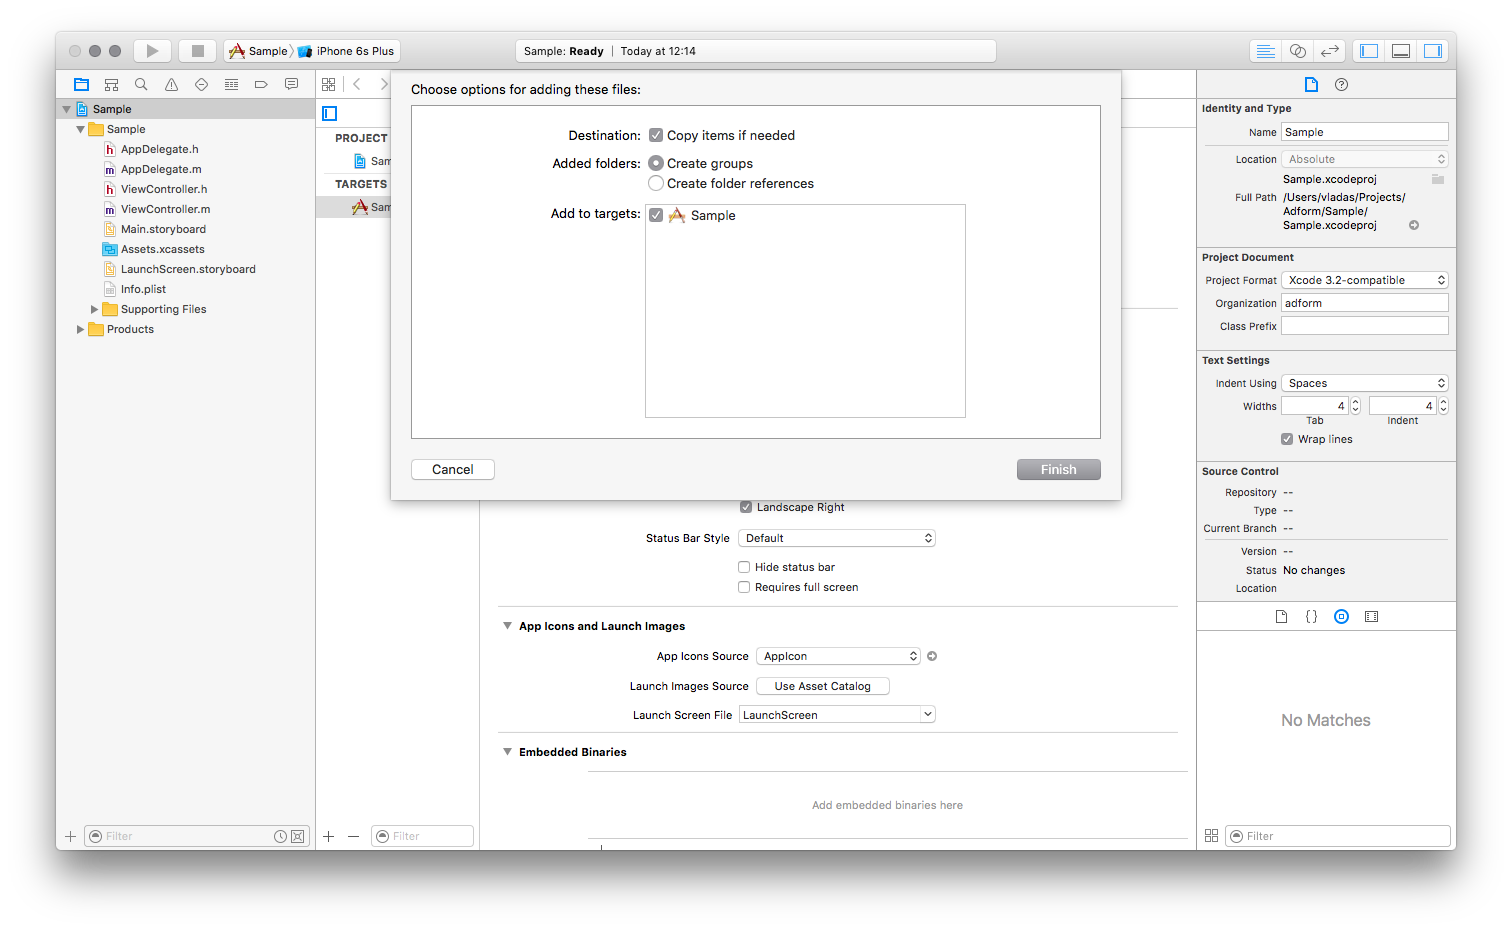 Sample
iPhone 6s Plus
Sample: Ready | Today at 12:14
Sample
Sample
AppDelegate.h
AppDelegate.m
ViewController.h
ViewController.m
Main.storyboard
Assets.xcassets
LaunchScreen.storyboard
Info.plist
Supporting Files
Products
Filter
PROJECT
Sam
TARGETS
Sam
Filter
Choose options for adding these files:
Destination: Copy items if needed
Added folders: Create groups
Create folder references
Add to targets: Sample
Cancel
Finish
Landscape Right
Status Bar Style Default
Hide status bar
Requires full screen
App Icons and Launch Images
App Icons Source AppIcon
Launch Images Source Use Asset Catalog
Launch Screen File LaunchScreen
Embedded Binaries
Add embedded binaries here
Identity and Type
Name Sample
Location Absolute
Sample.xcodeproj
Full Path /Users/vladas/Projects/
Adform/Sample/
Sample.xcodeproj
Project Document
Project Format Xcode 3.2-compatible
Organization adform
Class Prefix
Text Settings
Indent Using Spaces
Widths 4 4
Tab Indent
Wrap lines
Source Control
Repository --
Type --
Current Branch --
Version --
Status No changes
Location
{}
No Matches
Filter